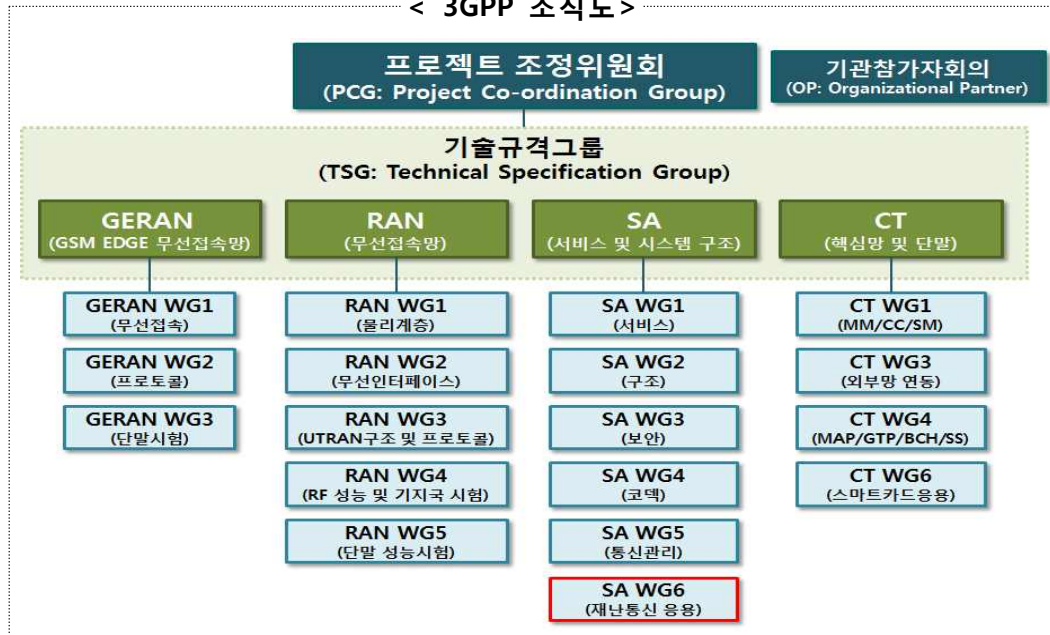 < 3GPP 조직도>
프로젝트 조정위원회
(PCG: Project Co-ordination Group)
기관참가자회의
(OP: Organizational Partner)
기술규격그룹
(TSG: Technical Specification Group)
GERAN
(GSM EDGE 무선접속망)
RAN
(무선접속망)
SA
(서비스 및 시스템 구조)
CT
(핵심망 및 단말)
GERAN WG1
(무선접속)
GERAN WG2
(프로토콜)
GERAN WG3
(단말시험)
RAN WG1
(물리계층)
RAN WG2
(무선인터페이스)
RAN WG3
(UTRAN구조 및 프로토콜)
RAN WG4
(RF 성능 및 기지국 시험)
RAN WG5
(단말 성능시험)
SA WG1
(서비스)
SA WG2
(구조)
SA WG3
(보안)
SA WG4
(코덱)
SA WG5
(통신관리)
SA WG6
(재난통신 응용)
CT WG1
(MM/CC/SM)
CT WG3
(외부망 연동)
CT WG4
(MAP/GTP/BCH/SS)
CT WG6
(스마트카드응용)